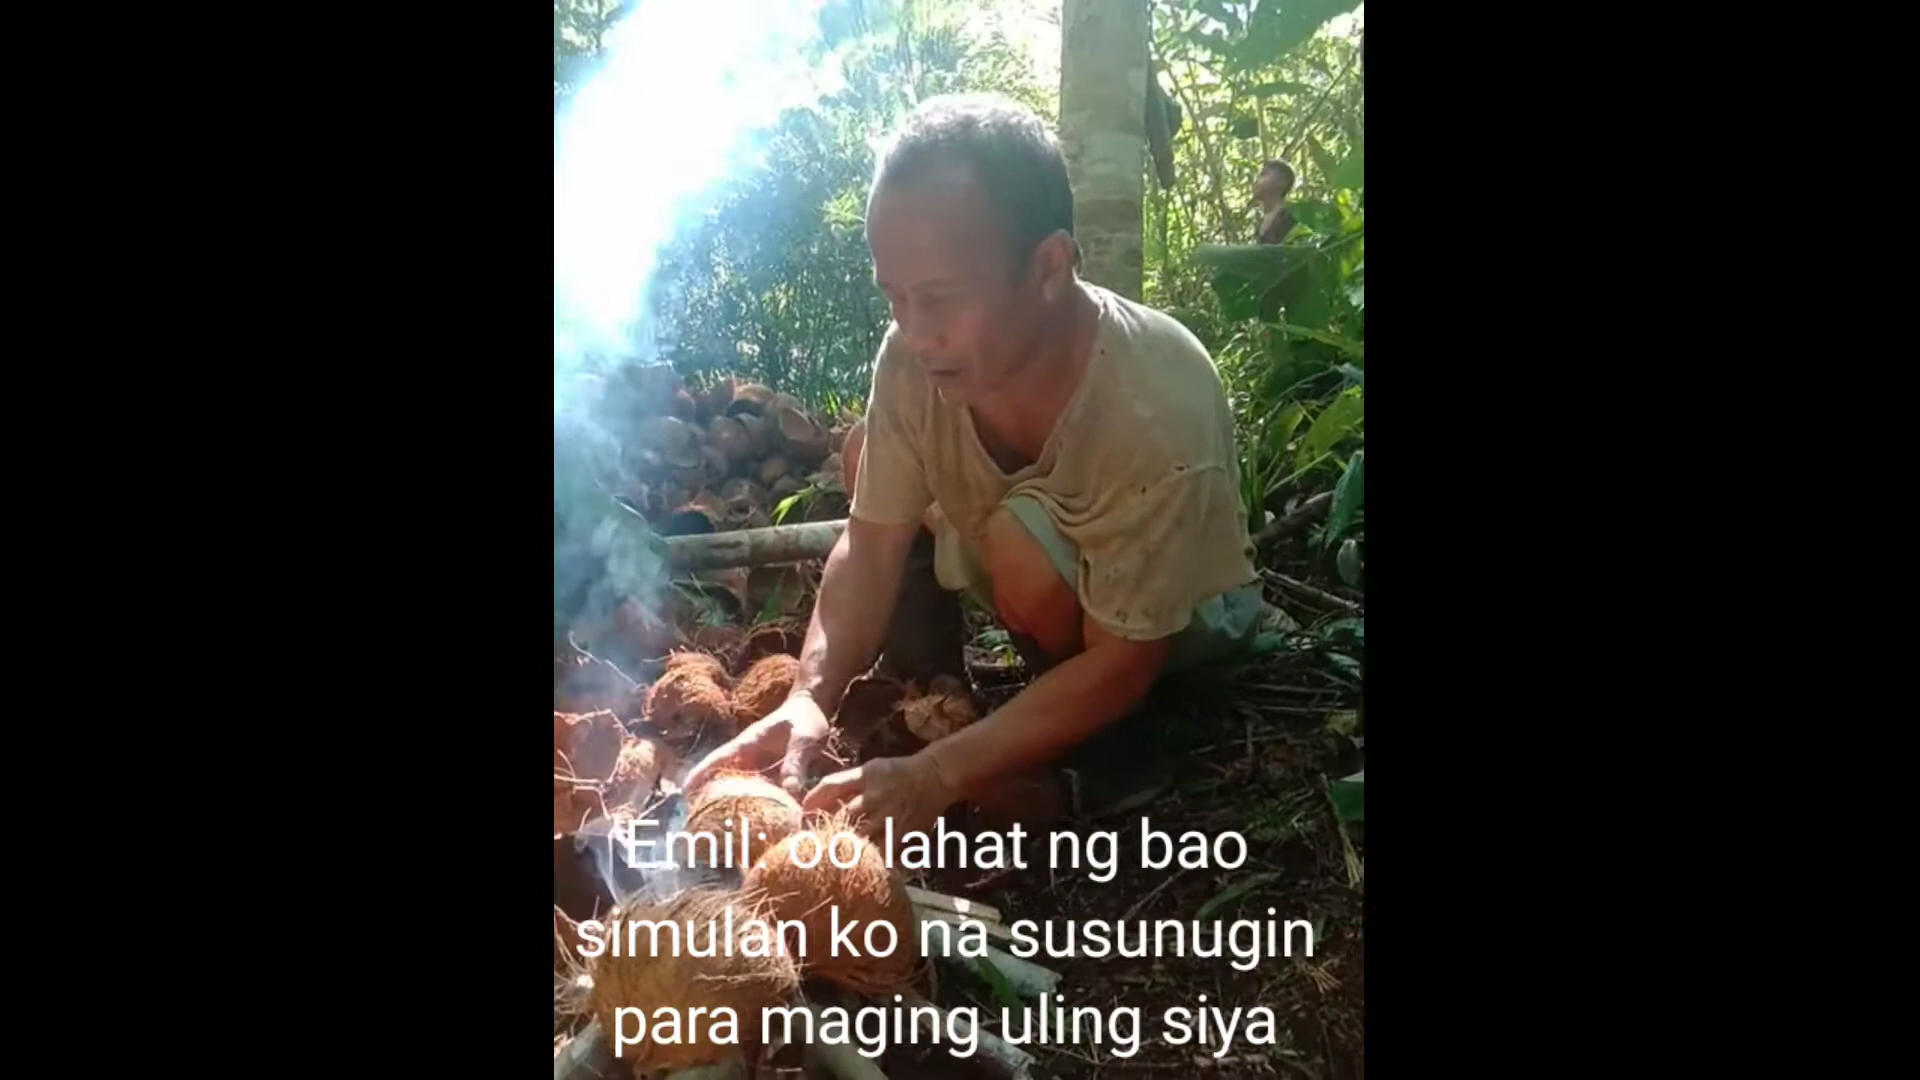 Emil: oo lahat ng bao
simulan ko na susunugin
para maging uling siya